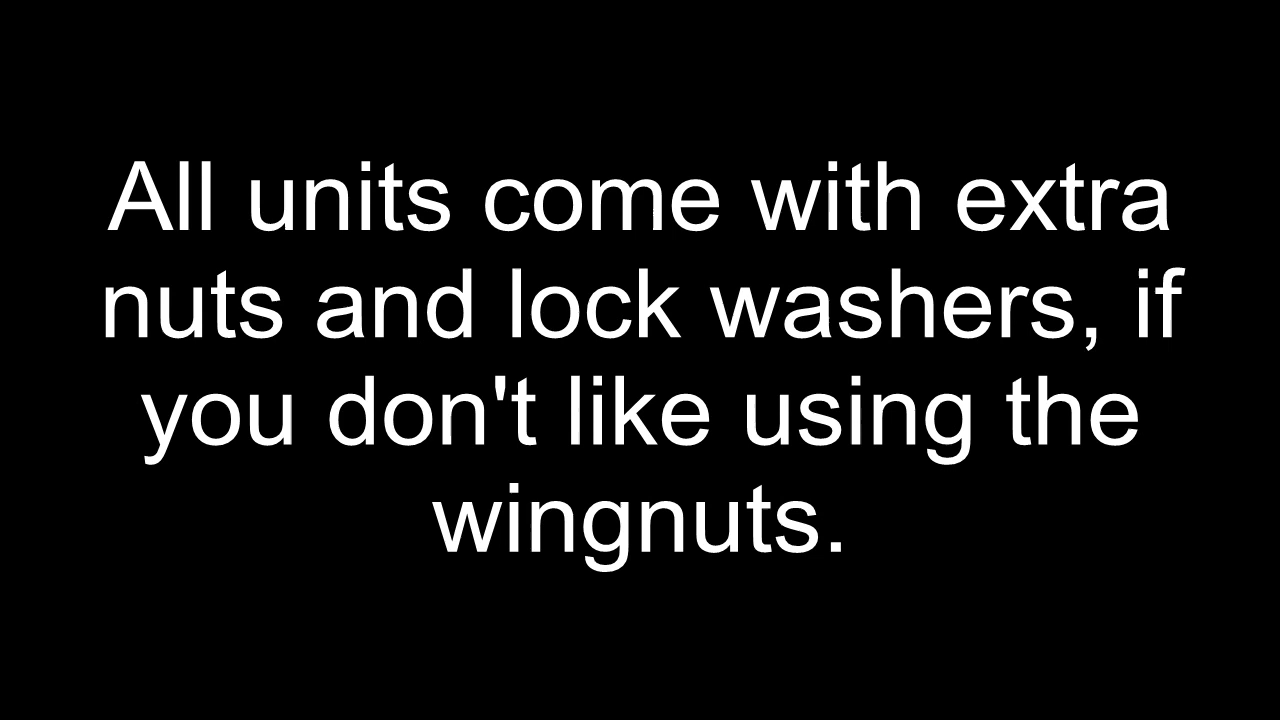 All units come with extra
nuts and lock washers, if
you don't like using the
wingnuts.